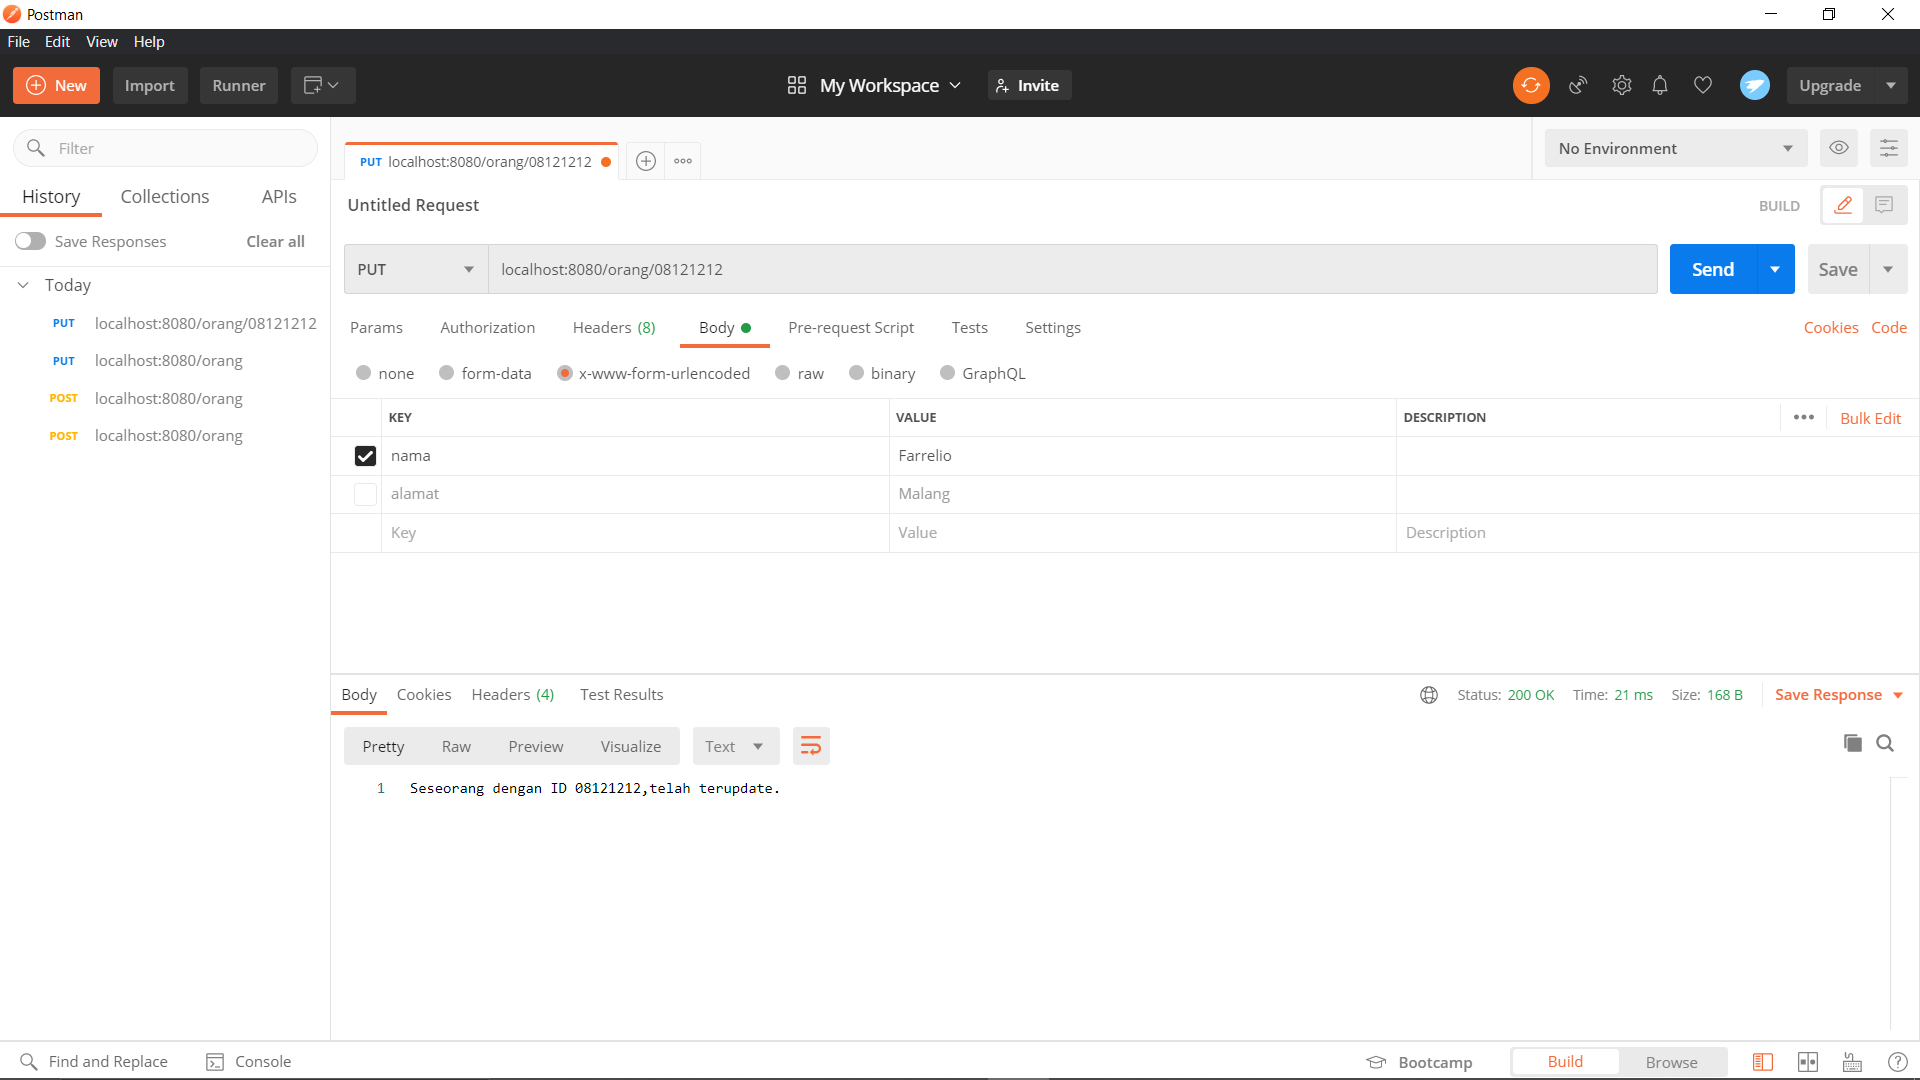 Postman
File Edit View Help
New Import Runner My Workspace Invite Upgrade
Filter
History Collections APIs
Save Responses Clear all
Today
PUT localhost:8080/orang/08121212
PUT localhost:8080/orang
POST localhost:8080/orang
POST localhost:8080/orang
PUT localhost:8080/orang/08121212
No Environment
Untitled Request
BUILD
PUT localhost:8080/orang/08121212 Send Save
Params Authorization Headers (8) Body Pre-request Script Tests Settings Cookies Code
none form-data x-www-form-urlencoded raw binary GraphQL
KEY VALUE DESCRIPTION Bulk Edit
nama Farrelio
alamat Malang
Key Value Description
Body Cookies Headers (4) Test Results Status: 200 OK Time: 21 ms Size: 168 B Save Response
Pretty Raw Preview Visualize Text
1 Seseorang dengan ID 08121212,telah terupdate.
Find and Replace Console Bootcamp Build Browse